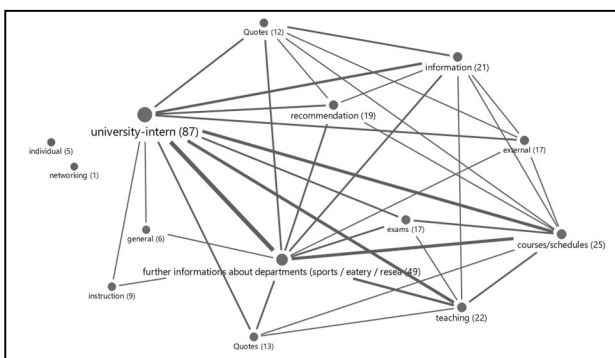 Quotes (12)
information (21)
recommendation (19)
university-intern (87)
individual (5)
external (17)
networking (1)
exams (17)
general (6)
courses/schedules (25)
further informations about departments (sports / eatery / resea (49)
instruction (9)
teaching (22)
Quotes (13)